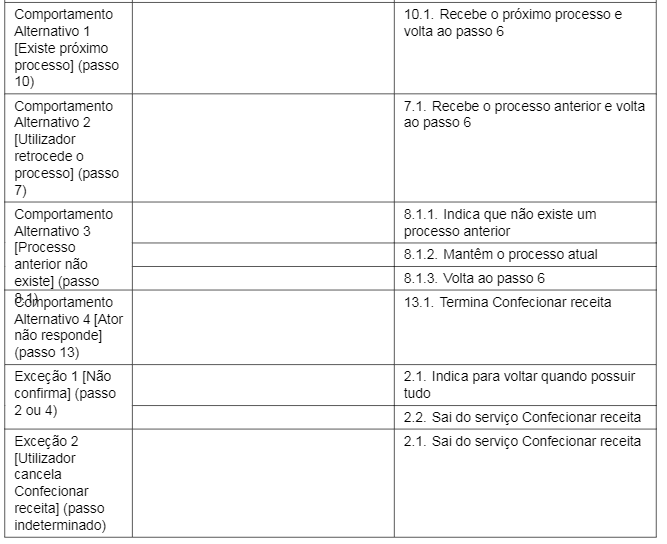 Comportamento
Alternativo 1
[Existe próximo
processo] (passo
10)
10.1. Recebe o próximo processo e
volta ao passo 6
Comportamento
Alternativo 2
[Utilizador
retrocede o
processo] (passo
7)
7.1. Recebe o processo anterior e volta
ao passo 6
Comportamento
Alternativo 3
[Processo
anterior não
existe] (passo
8.1)
8.1.1. Indica que não existe um
processo anterior
8.1.2. Mantêm o processo atual
8.1.3. Volta ao passo 6
Comportamento
Alternativo 4 [Ator
não responde]
(passo 13)
13.1. Termina Confecionar receita
Exceção 1 [Não
confirma] (passo
2 ou 4)
2.1. Indica para voltar quando possuir
tudo
2.2. Sai do serviço Confecionar receita
Exceção 2
[Utilizador
cancela
Confecionar
receita] (passo
indeterminado)
2.1. Sai do serviço Confecionar receita